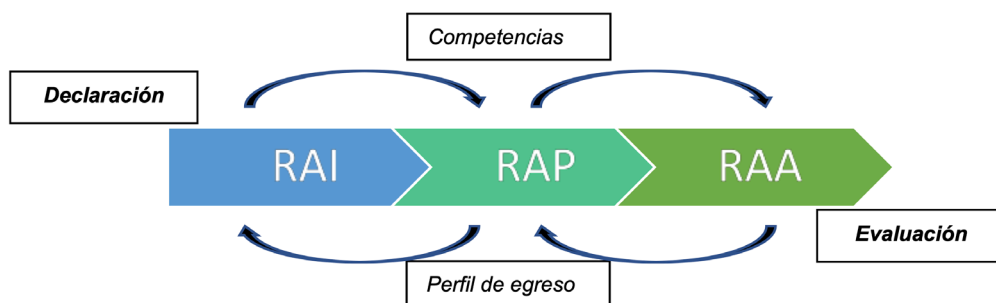 Competencias
Declaración
RAI
RAP
RAA
Evaluación
Perfil de egreso